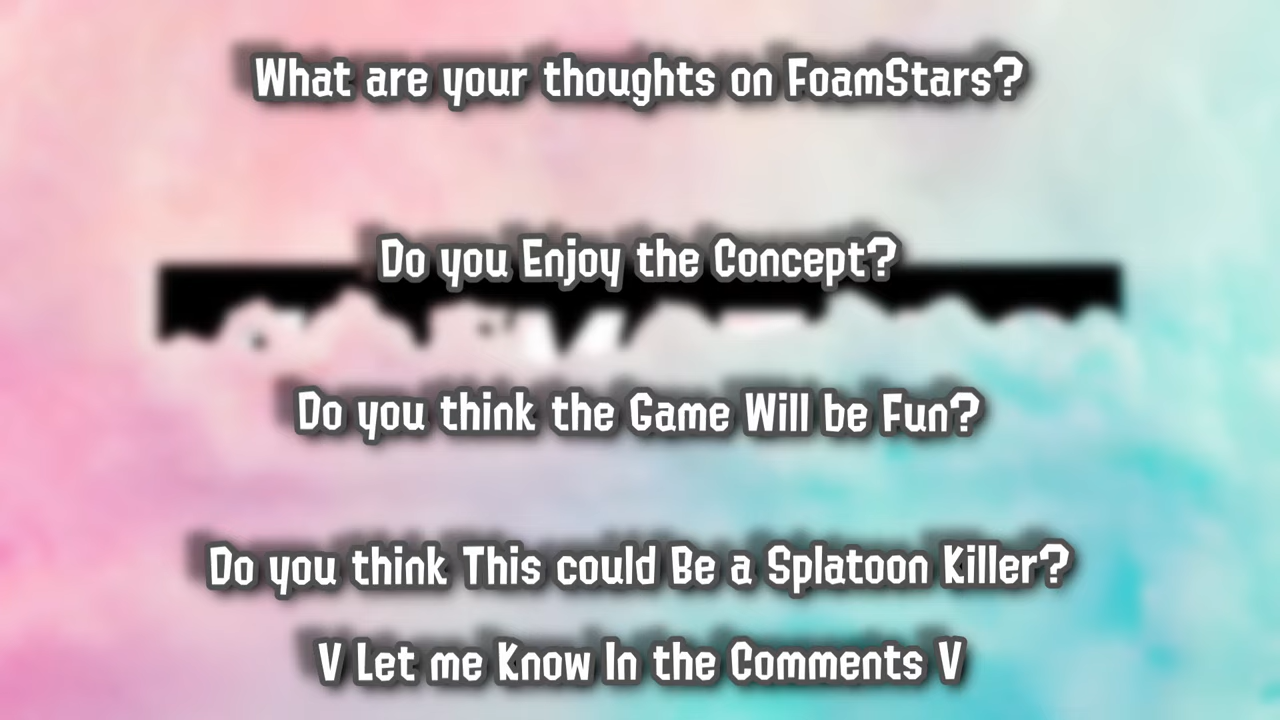 What are your thoughts on FoamStars?
Do you Enjoy the Concept?
Do you think the Game Will be Fun?
Do you think This could Be a Splatoon Killer?
V Let me Know In the Comments V